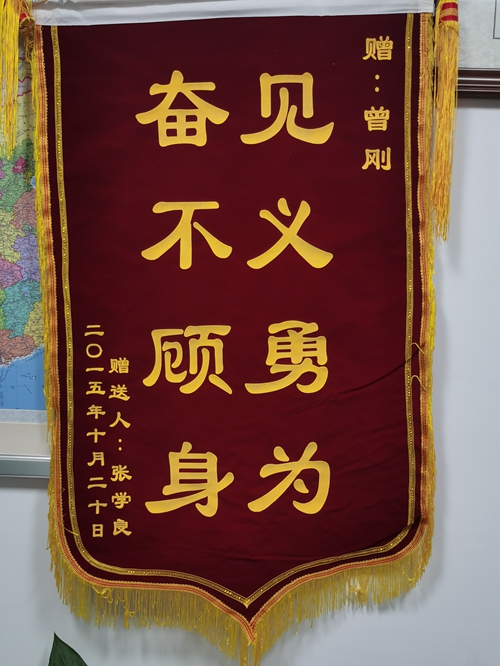 赠：曾刚
见义勇为
奋不顾身
赠送人：张学良
二〇一五年十月二十日